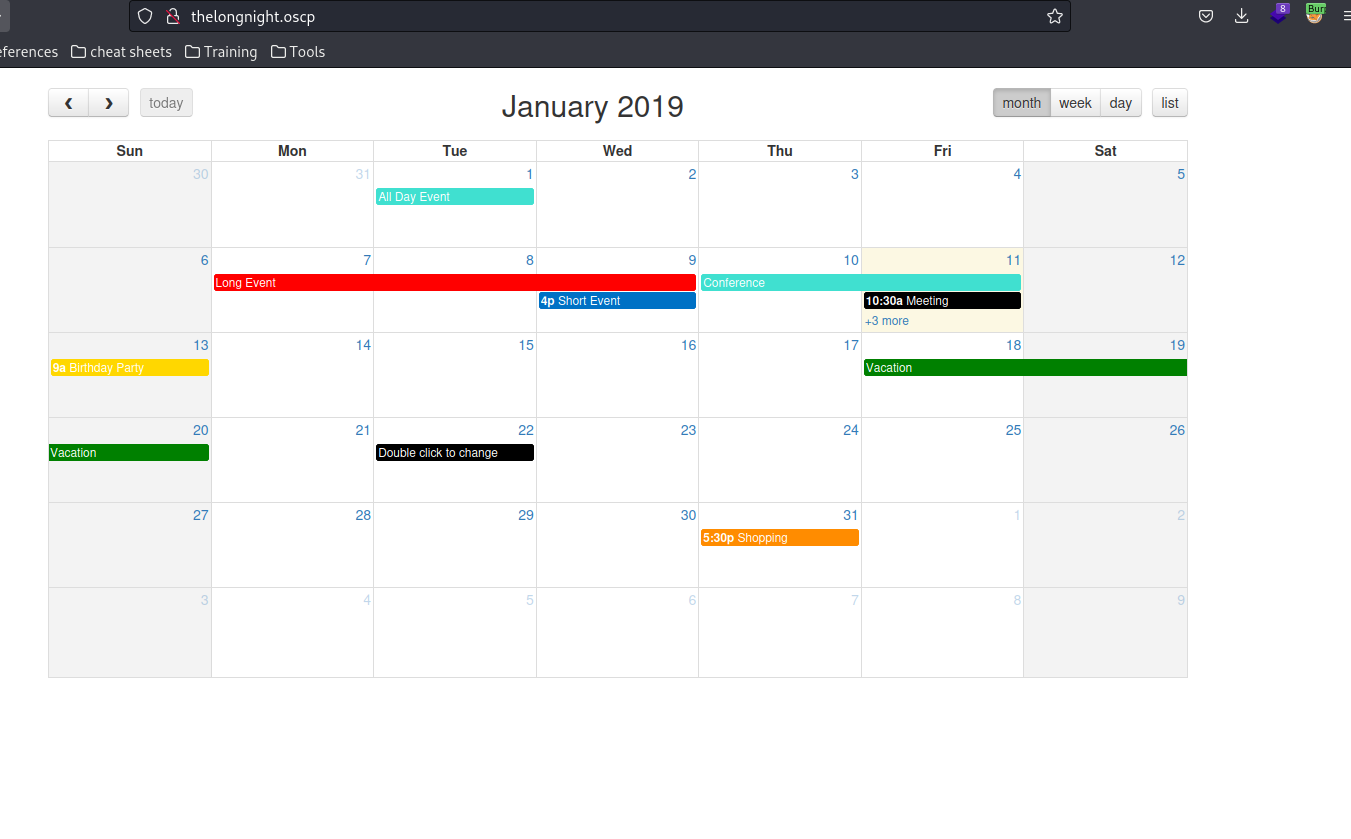 thelongnight.oscp
8
Burp
eferences cheat sheets Training Tools
today January 2019 month week day list
Sun Mon Tue Wed Thu Fri Sat
30 31 1 2 3 4 5
All Day Event
6 7 8 9 10 11 12
Long Event Conference
4p Short Event 10:30a Meeting
+3 more
13 14 15 16 17 18 19
9a Birthday Party Vacation
20 21 22 23 24 25 26
Vacation Double click to change
27 28 29 30 31 1 2
5:30p Shopping
3 4 5 6 7 8 9